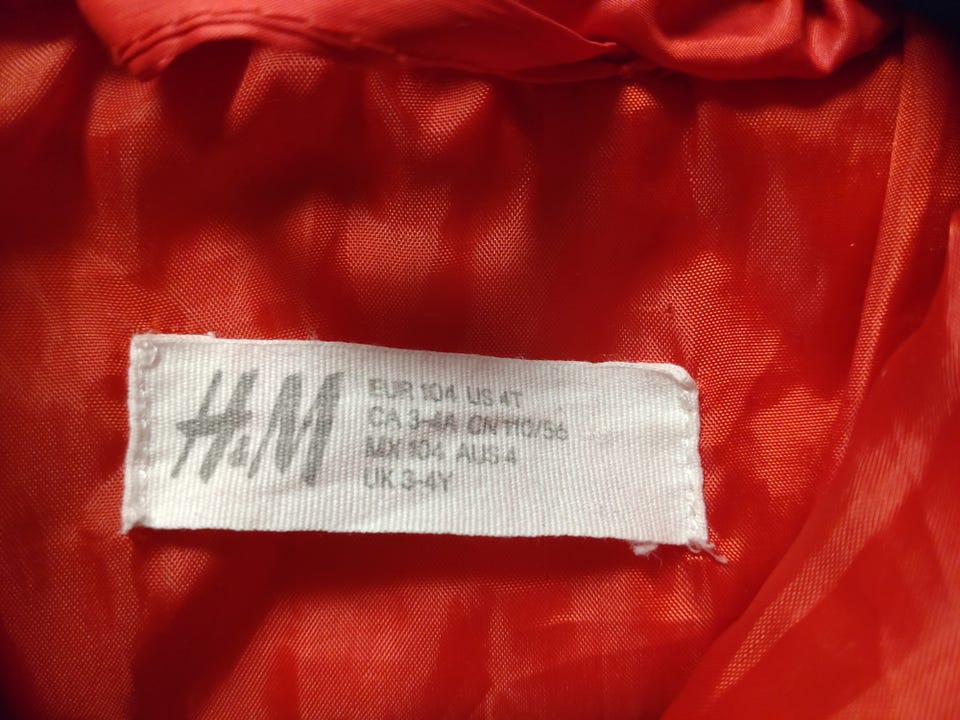 H&M
EUR 104 US 4T
CA 3-4A CN 110/56
MX 104 AUS 4
UK 3-4Y